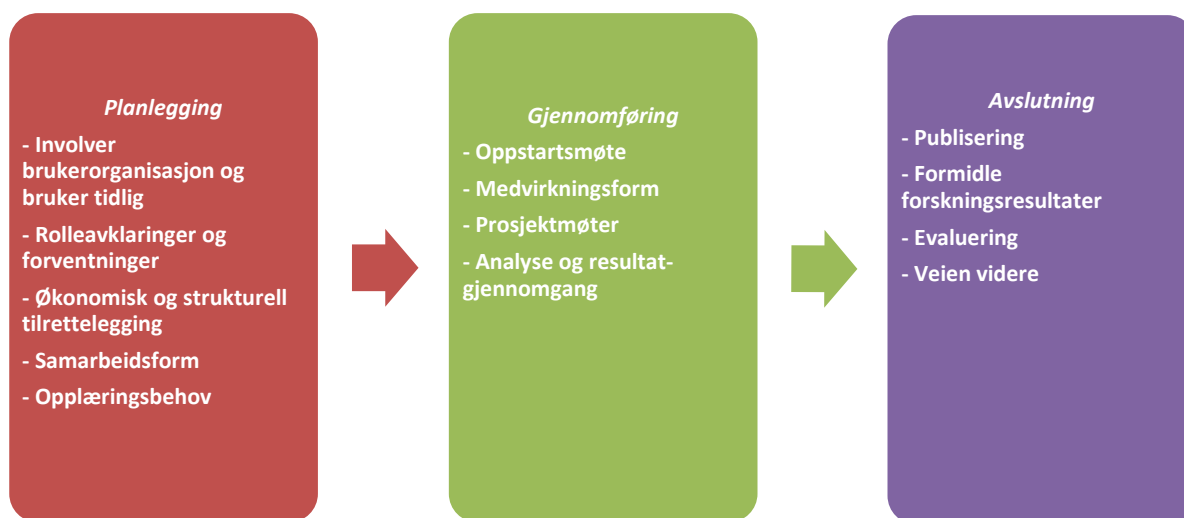 Planlegging
- Involver
brukerorganisasjon og
bruker tidlig
- Rolleavklaringer og
forventninger
- Økonomisk og strukturell
tilrettelegging
- Samarbeidsform
- Opplæringsbehov
Gjennomføring
- Oppstartsmøte
- Medvirkningsform
- Prosjektmøter
- Analyse og resultat-
gjennomgang
Avslutning
- Publisering
- Formidle
forskningsresultater
- Evaluering
- Veien videre